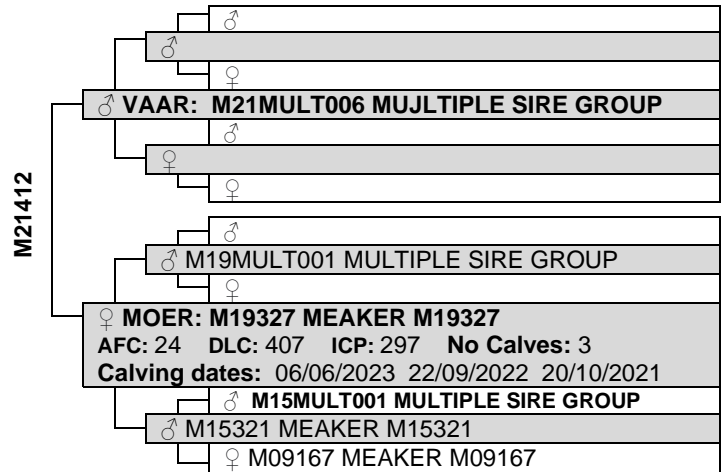 ♂
♂
♀
♂ VAAR: M21MULT006 MUJLTIPLE SIRE GROUP
♂
♀
♀
M21412
♂
♂ M19MULT001 MULTIPLE SIRE GROUP
♀
♀ MOER: M19327 MEAKER M19327
AFC: 24 DLC: 407 ICP: 297 No Calves: 3
Calving dates: 06/06/2023 22/09/2022 20/10/2021
♂ M15MULT001 MULTIPLE SIRE GROUP
♂ M15321 MEAKER M15321
♀ M09167 MEAKER M09167